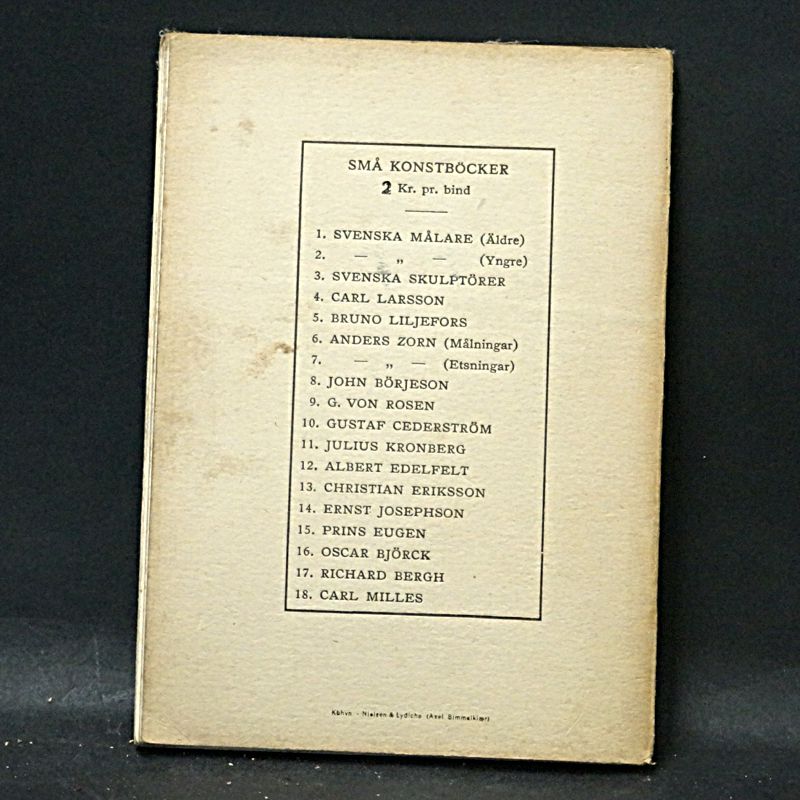 SMÅ KONSTBÖCKER
2 Kr. pr. bind
1. SVENSKA MÅLARE (Äldre)
2. — „ — (Yngre)
3. SVENSKA SKULPTÖRER
4. CARL LARSSON
5. BRUNO LILJEFORS
6. ANDERS ZORN (Målningar)
7. — „ — (Etsningar)
8. JOHN BÖRJESON
9. G. VON ROSEN
10. GUSTAF CEDERSTRÖM
11. JULIUS KRONBERG
12. ALBERT EDELFELT
13. CHRISTIAN ERIKSSON
14. ERNST JOSEPHSON
15. PRINS EUGEN
16. OSCAR BJÖRCK
17. RICHARD BERGH
18. CARL MILLES
Kbhvn - Nielsen & Lydiche (Axel Simmelkiær)